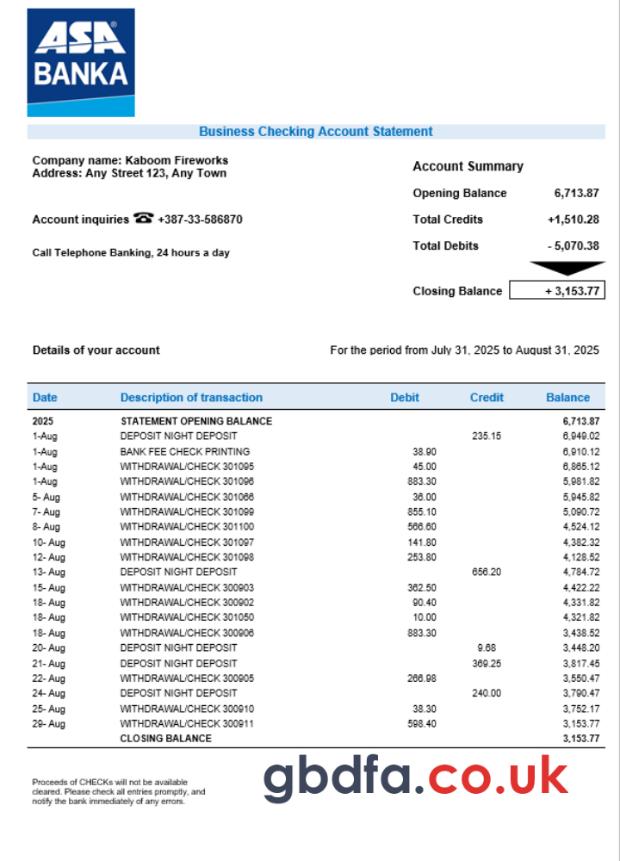 ASA
BANKA
Business Checking Account Statement
Company name: Kaboom Fireworks
Address: Any Street 123, Any Town
Account inquiries ☎ +387-33-586870
Call Telephone Banking, 24 hours a day
Account Summary
Opening Balance 6,713.87
Total Credits +1,510.28
Total Debits - 5,070.38
Closing Balance + 3,153.77
Details of your account For the period from July 31, 2025 to August 31, 2025
Date Description of transaction Debit Credit Balance
2025 STATEMENT OPENING BALANCE 6,713.87
1-Aug DEPOSIT NIGHT DEPOSIT 235.15 6,949.02
1-Aug BANK FEE CHECK PRINTING 38.90 6,910.12
1-Aug WITHDRAWAL/CHECK 301095 45.00 6,865.12
1-Aug WITHDRAWAL/CHECK 301096 883.30 5,981.82
5- Aug WITHDRAWAL/CHECK 301066 36.00 5,945.82
7- Aug WITHDRAWAL/CHECK 301099 855.10 5,090.72
8- Aug WITHDRAWAL/CHECK 301100 566.60 4,524.12
10- Aug WITHDRAWAL/CHECK 301097 141.80 4,382.32
12- Aug WITHDRAWAL/CHECK 301098 253.80 4,128.52
13- Aug DEPOSIT NIGHT DEPOSIT 656.20 4,784.72
15- Aug WITHDRAWAL/CHECK 300903 362.50 4,422.22
18- Aug WITHDRAWAL/CHECK 300902 90.40 4,331.82
18- Aug WITHDRAWAL/CHECK 301050 10.00 4,321.82
18- Aug WITHDRAWAL/CHECK 300906 883.30 3,438.52
20- Aug DEPOSIT NIGHT DEPOSIT 9.68 3,448.20
21- Aug DEPOSIT NIGHT DEPOSIT 369.25 3,817.45
22- Aug WITHDRAWAL/CHECK 300905 266.98 3,550.47
24- Aug DEPOSIT NIGHT DEPOSIT 240.00 3,790.47
25- Aug WITHDRAWAL/CHECK 300910 38.30 3,752.17
29- Aug WITHDRAWAL/CHECK 300911 598.40 3,153.77
CLOSING BALANCE 3,153.77
Proceeds of CHECKs will not be available
cleared. Please check all entries promptly, and
notify the bank immediately of any errors.
gbdfa.co.uk